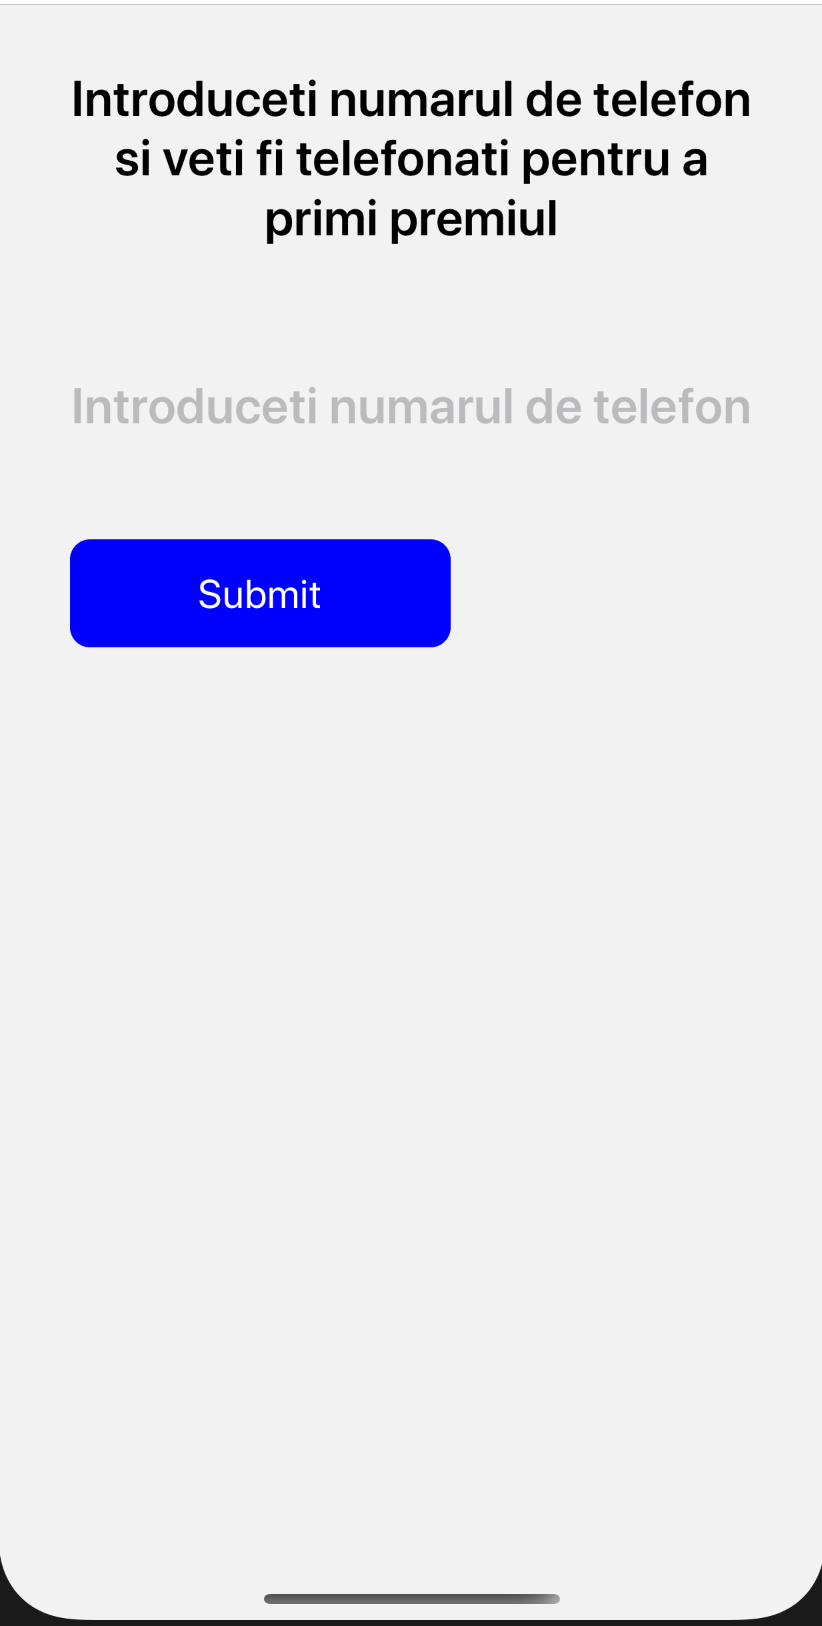 Introduceti numarul de telefon
si veti fi telefonati pentru a
primi premiul
Introduceti numarul de telefon
Submit